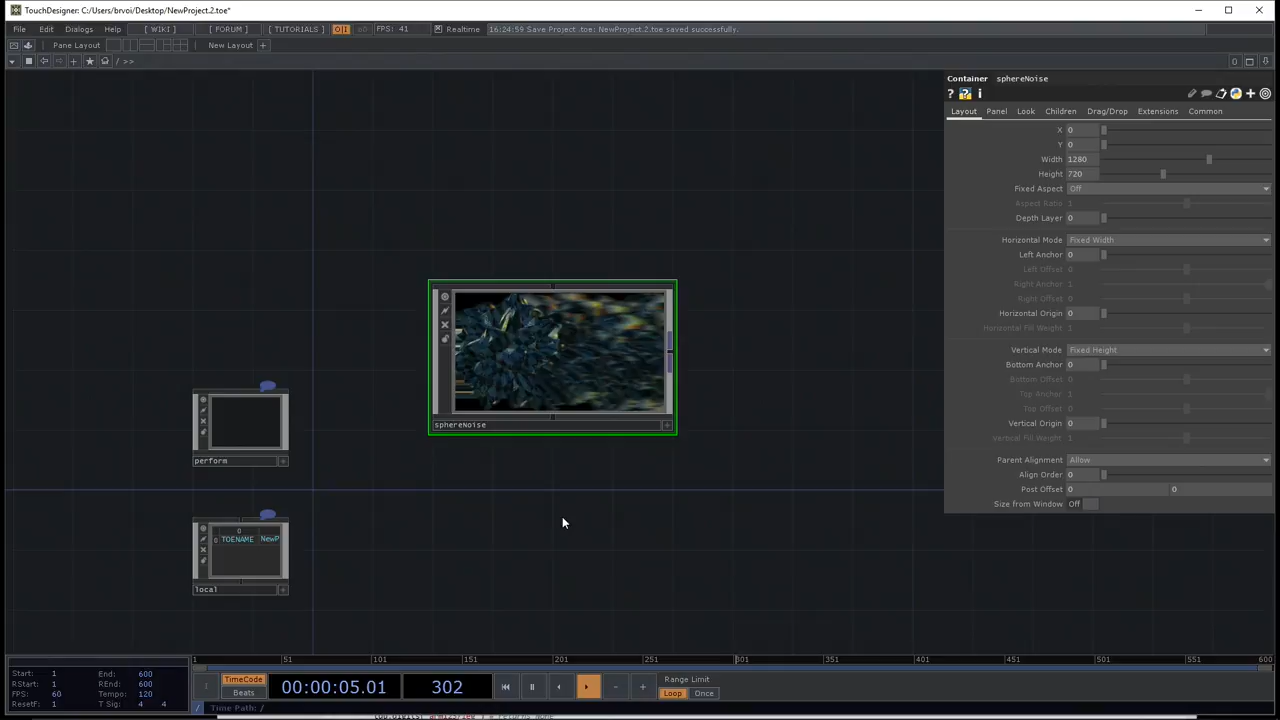 TouchDesigner: C:/Users/brvoi/Desktop/NewProject.2.toe*
File Edit Dialogs Help [ WIKI ] [ FORUM ] [ TUTORIALS ] O|I FPS: 41 Realtime 16:24:59 Save Project .toe: NewProject.2.toe saved successfully.
Pane Layout New Layout +
/ >> 0
Container sphereNoise
? ? i
Layout Panel Look Children Drag/Drop Extensions Common
X 0
Y 0
Width 1280
Height 720
Fixed Aspect Off
Aspect Ratio 1
Depth Layer 0
Horizontal Mode Fixed Width
Left Anchor 0
Left Offset 0
Right Anchor 1
Right Offset 0
Horizontal Origin 0
Horizontal Fill Weight 1
Vertical Mode Fixed Height
Bottom Anchor 0
Bottom Offset 0
Top Anchor 1
Top Offset 0
Vertical Origin 0
Vertical Fill Weight 1
Parent Alignment Allow
Align Order 0
Post Offset 0 0
Size from Window Off
sphereNoise
perform
0
0 TOENAME NewP
local
1 51 101 151 201 251 301 351 401 451 501 551 600
Start: 1 End: 600
RStart: 1 REnd: 600
FPS: 60 Tempo: 120
ResetF: 1 T Sig: 4 4
TimeCode
Beats
00:00:05.01 302
Range Limit
Loop Once
/ Time Path: /